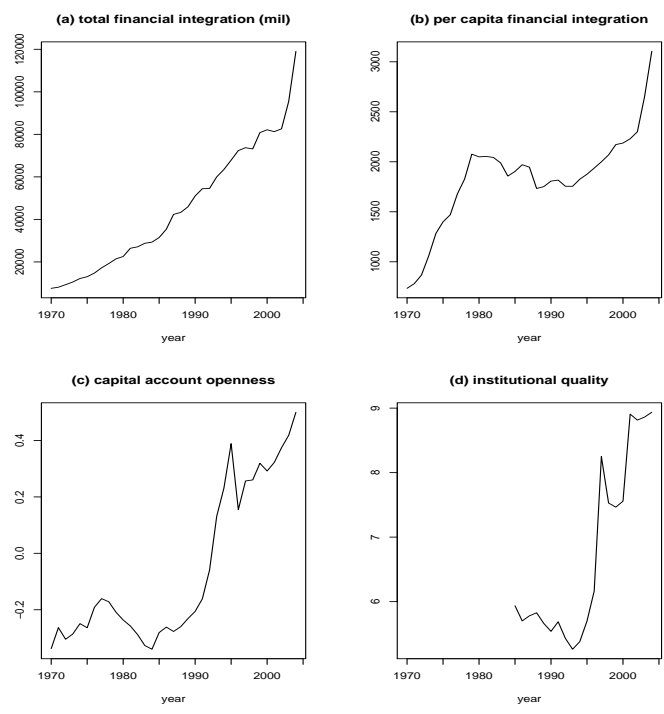 (a) total financial integration (mil)
120000
100000
80000
60000
40000
20000
1970 1980 1990 2000
year
(b) per capita financial integration
3000
2500
2000
1500
1000
1970 1980 1990 2000
year
(c) capital account openness
0.4
0.2
0.0
-0.2
1970 1980 1990 2000
year
(d) institutional quality
9
8
7
6
1970 1980 1990 2000
year